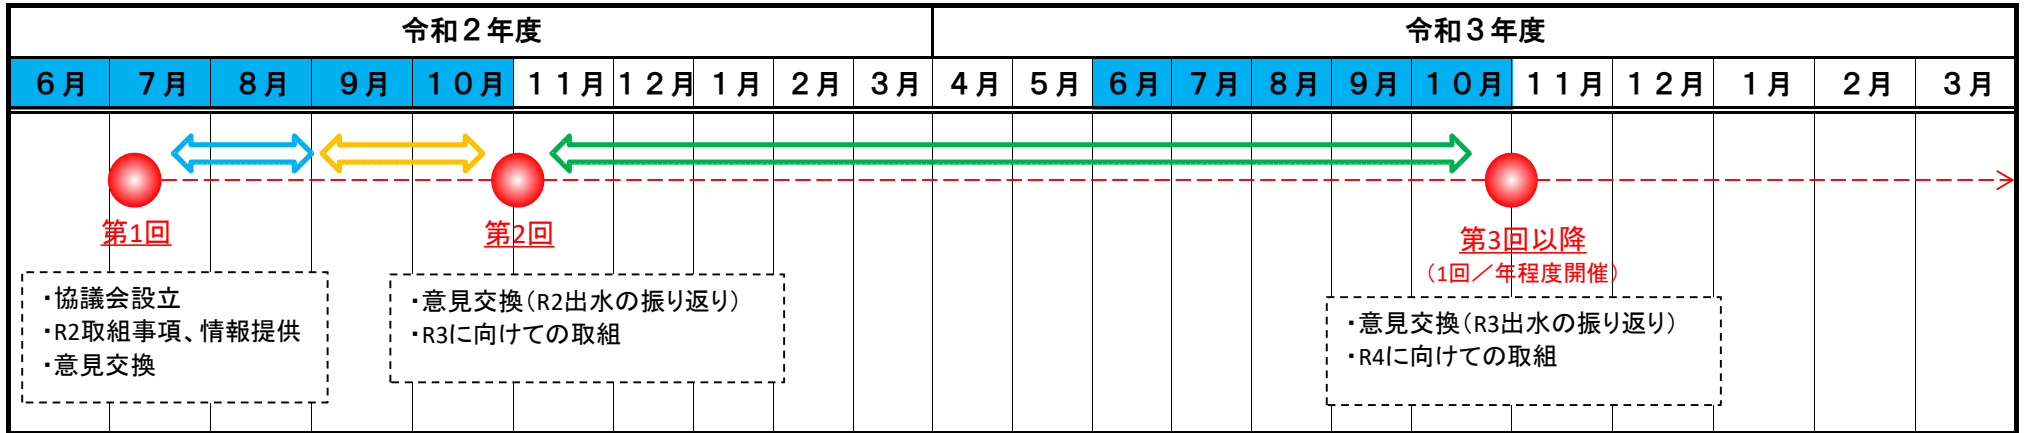 令和２年度 令和３年度
６月 ７月 ８月 ９月 １０月 １１月 １２月 １月 ２月 ３月 ４月 ５月 ６月 ７月 ８月 ９月 １０月 １１月 １２月 １月 ２月 ３月
第1回
・協議会設立
・R2取組事項、情報提供
・意見交換
第2回
・意見交換（R2出水の振り返り）
・R3に向けての取組
第3回以降
（1回／年程度開催）
・意見交換（R3出水の振り返り）
・R4に向けての取組